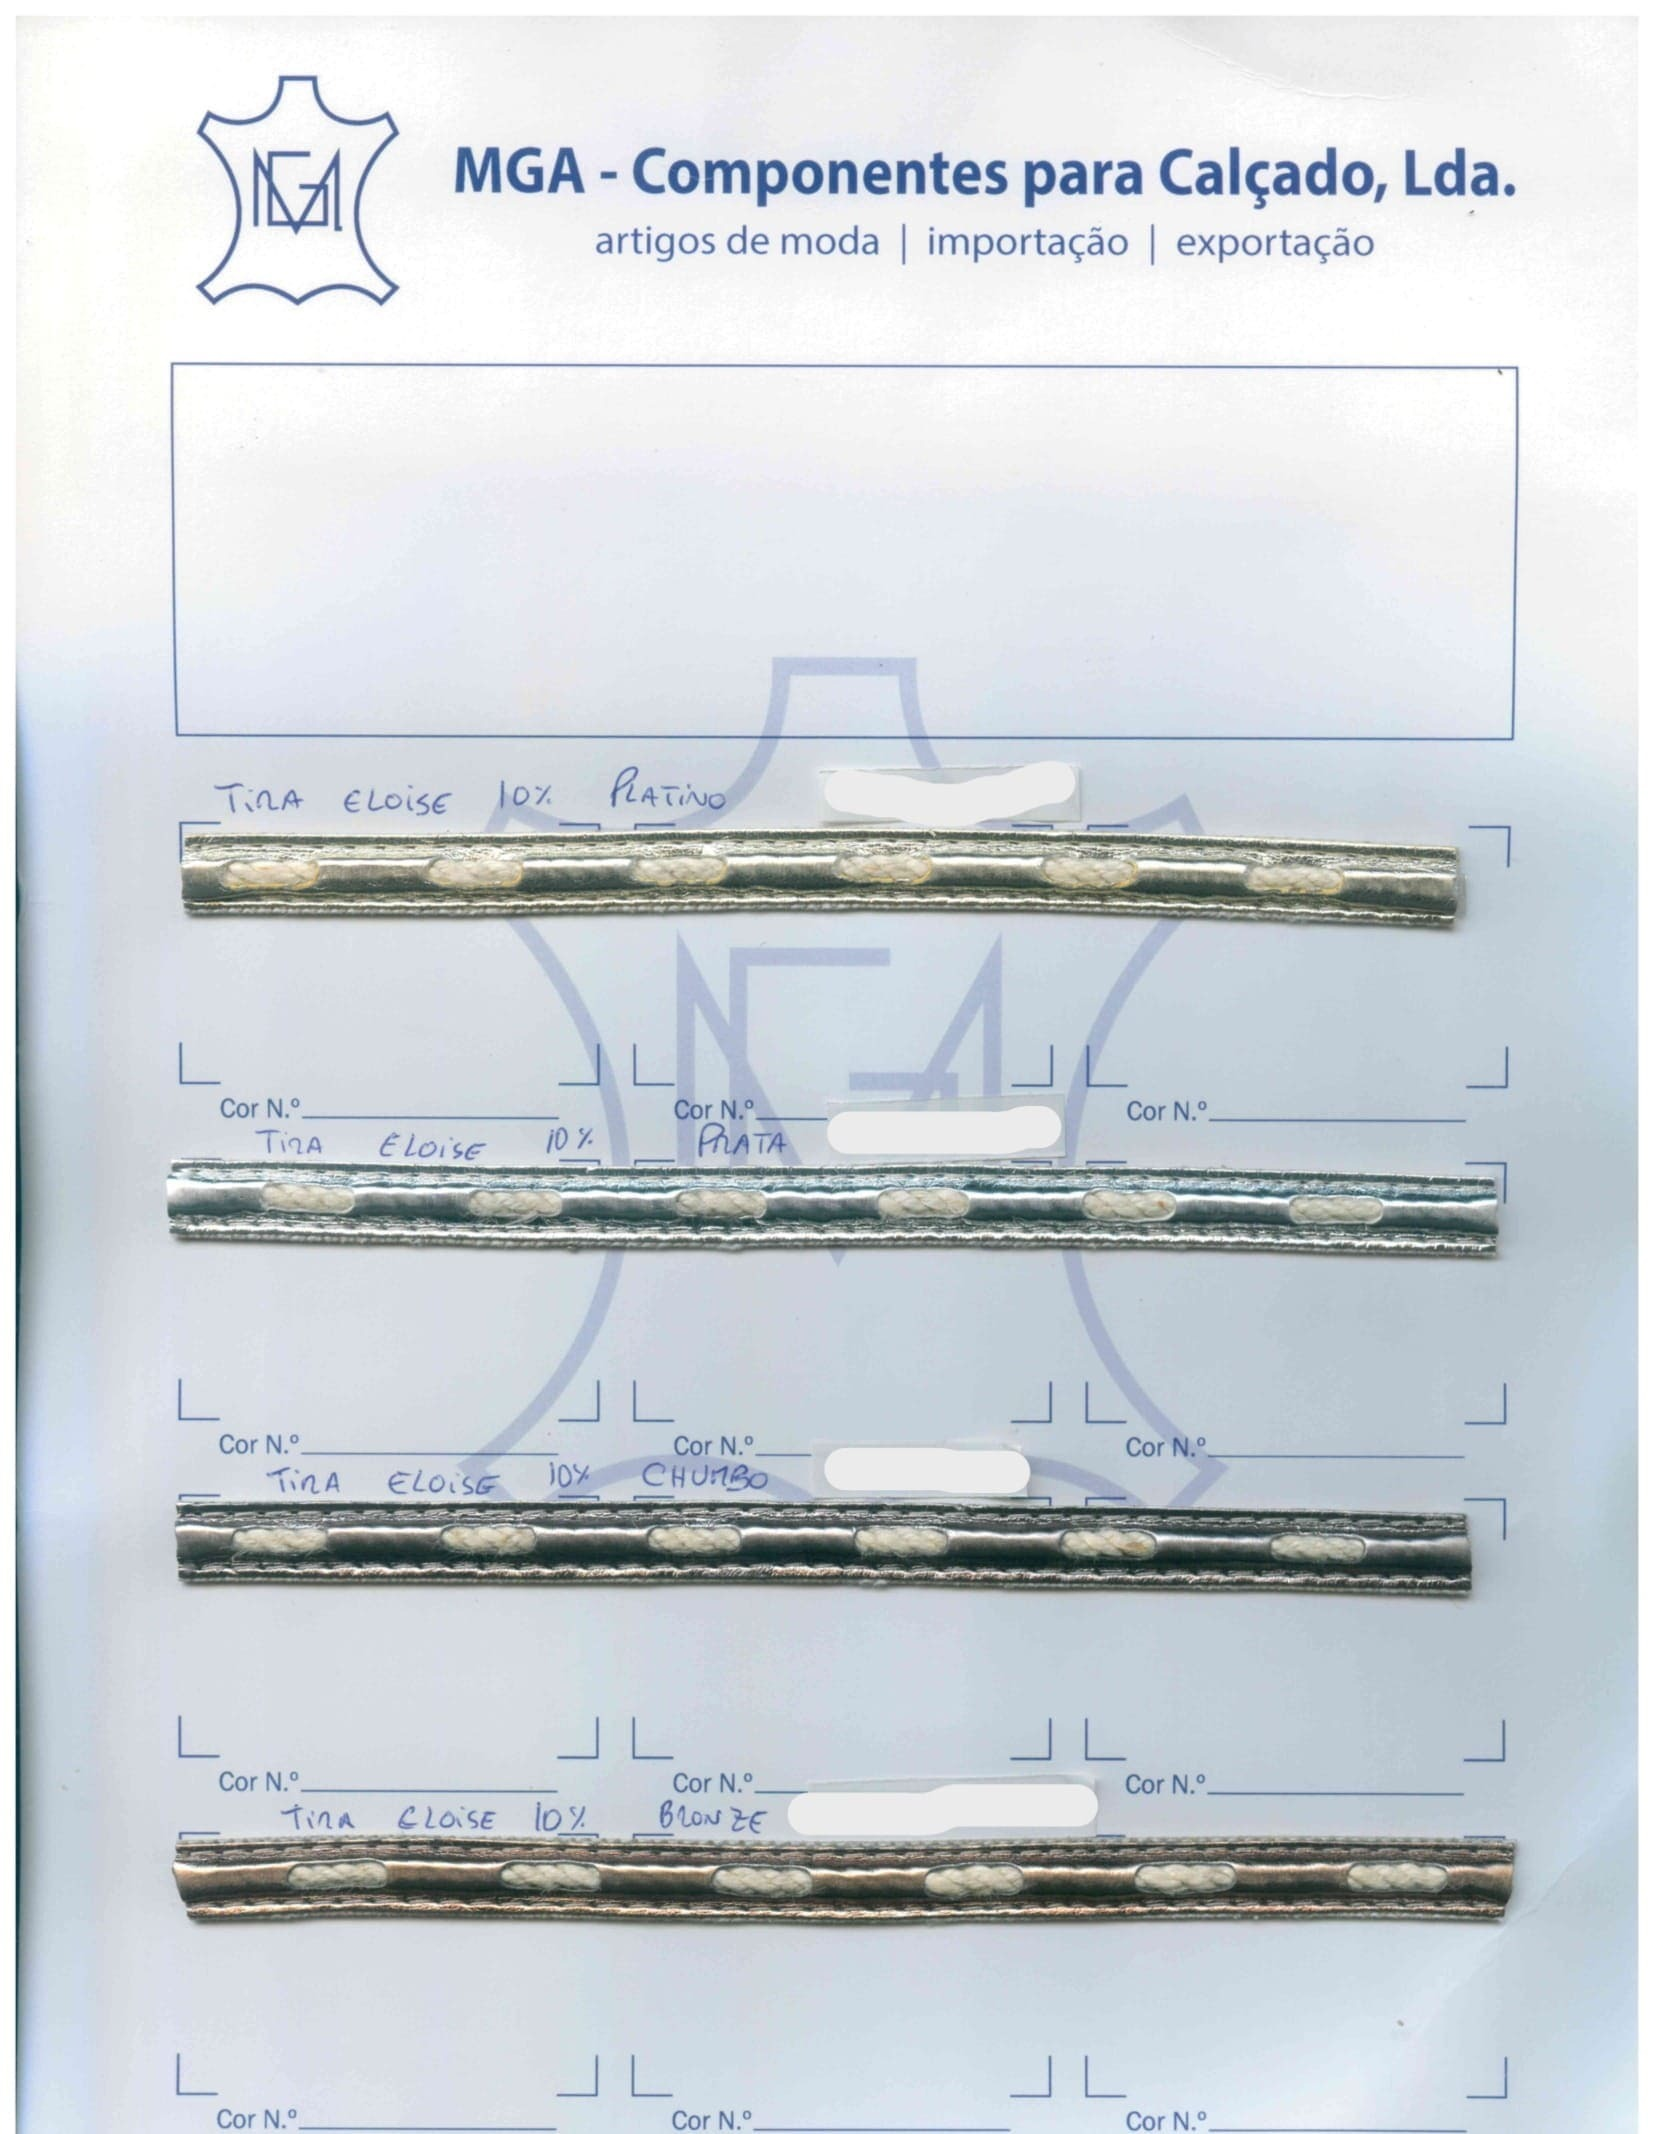 MGA
MGA - Componentes para Calçado, Lda.
artigos de moda | importação | exportação
TIRA ELOISE 10% PLATINO
MGA
Cor N.º Cor N.º Cor N.º
TIRA ELOISE 10% PRATA
Cor N.º Cor N.º Cor N.º
TIRA ELOISE 10% CHUMBO
Cor N.º Cor N.º Cor N.º
TIRA ELOISE 10% BRONZE
Cor N.º Cor N.º Cor N.º